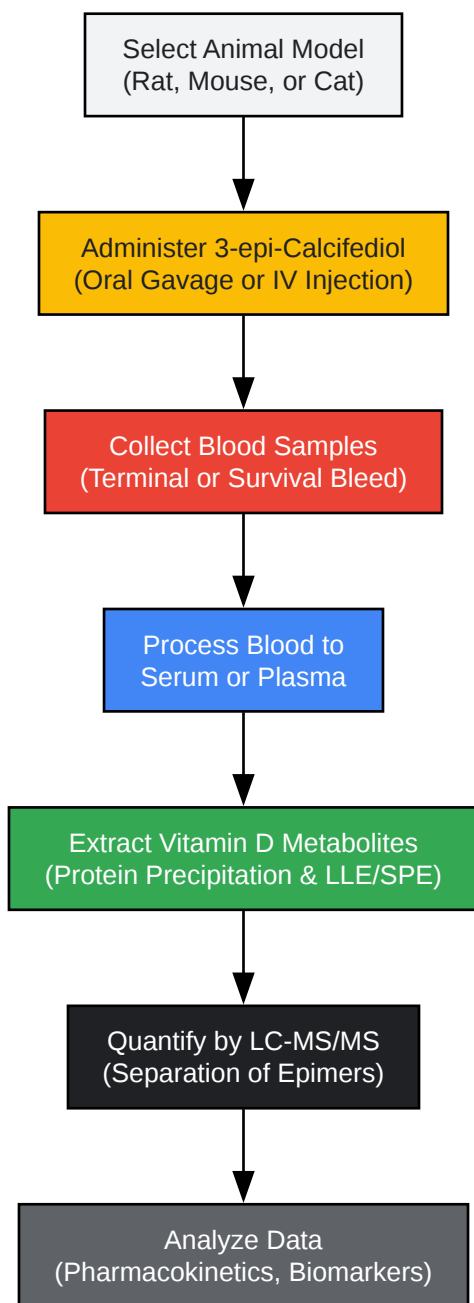 Select Animal Model
(Rat, Mouse, or Cat)
Administer 3-epi-Calcifediol
(Oral Gavage or IV Injection)
Collect Blood Samples
(Terminal or Survival Bleed)
Process Blood to
Serum or Plasma
Extract Vitamin D Metabolites
(Protein Precipitation & LLE/SPE)
Quantify by LC-MS/MS
(Separation of Epimers)
Analyze Data
(Pharmacokinetics, Biomarkers)